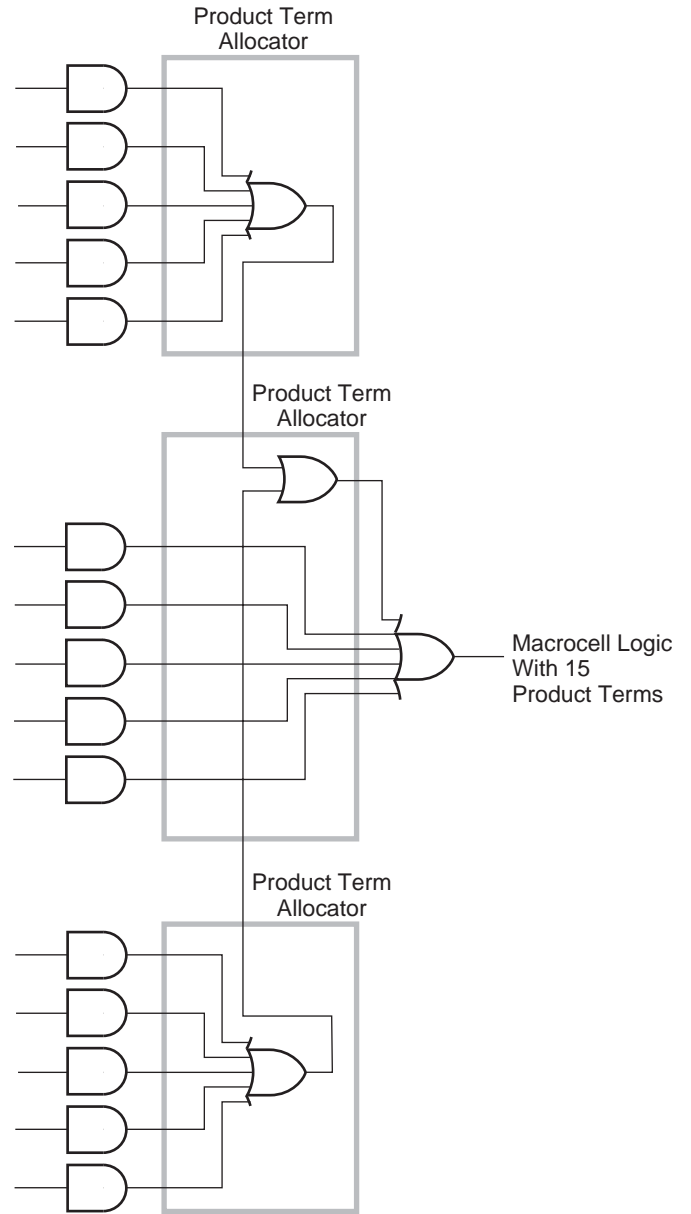 Product Term
Allocator
Product Term
Allocator
Macrocell Logic
With 15
Product Terms
Product Term
Allocator